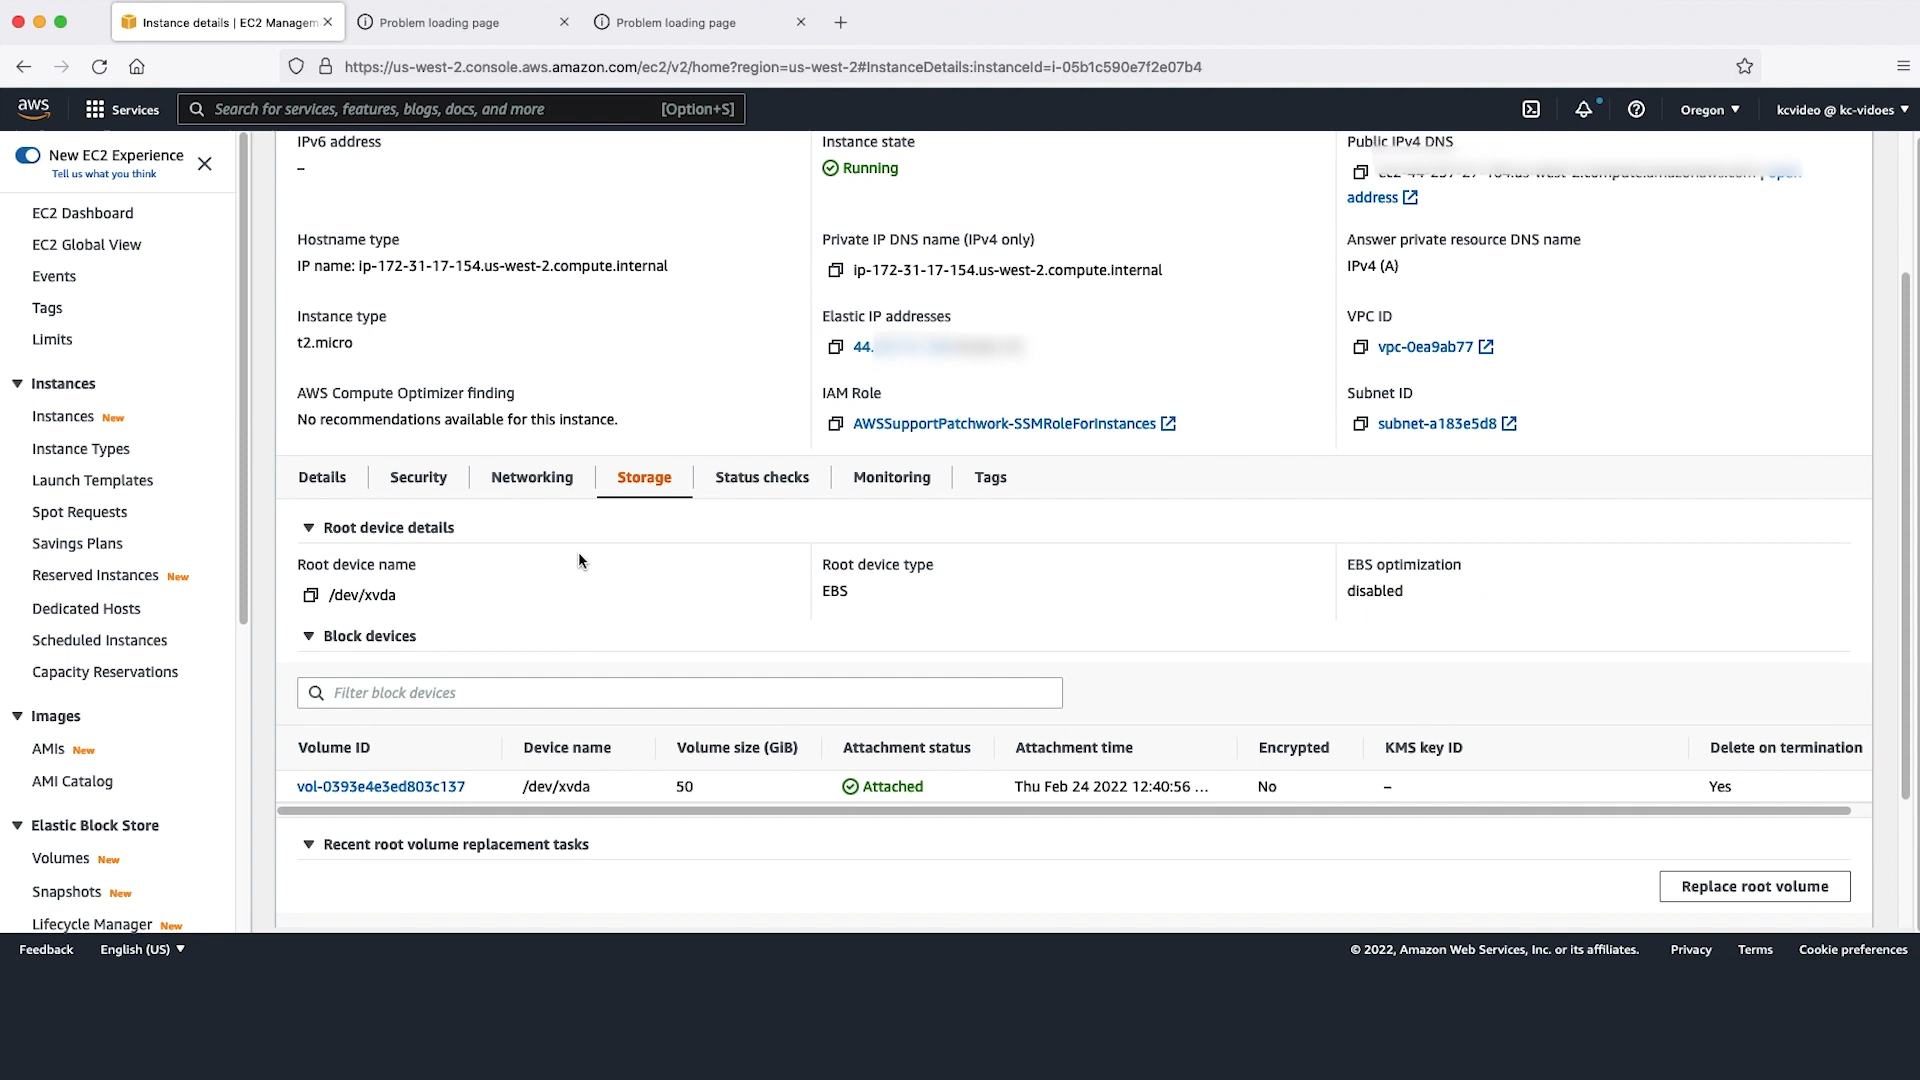 Instance details | EC2 Managem
Problem loading page
Problem loading page
https://us-west-2.console.aws.amazon.com/ec2/v2/home?region=us-west-2#InstanceDetails:instanceId=i-05b1c590e7f2e07b4
aws
Services
Search for services, features, blogs, docs, and more
[Option+S]
Oregon
kcvideo @ kc-vidoes
New EC2 Experience
Tell us what you think
EC2 Dashboard
EC2 Global View
Events
Tags
Limits
Instances
Instances New
Instance Types
Launch Templates
Spot Requests
Savings Plans
Reserved Instances New
Dedicated Hosts
Scheduled Instances
Capacity Reservations
Images
AMIs New
AMI Catalog
Elastic Block Store
Volumes New
Snapshots New
Lifecycle Manager New
IPv6 address
–
Instance state
Running
Public IPv4 DNS
address
Hostname type
IP name: ip-172-31-17-154.us-west-2.compute.internal
Private IP DNS name (IPv4 only)
ip-172-31-17-154.us-west-2.compute.internal
Answer private resource DNS name
IPv4 (A)
Instance type
t2.micro
Elastic IP addresses
44.
VPC ID
vpc-0ea9ab77
AWS Compute Optimizer finding
No recommendations available for this instance.
IAM Role
AWSSupportPatchwork-SSMRoleForInstances
Subnet ID
subnet-a183e5d8
Details
Security
Networking
Storage
Status checks
Monitoring
Tags
Root device details
Root device name
/dev/xvda
Root device type
EBS
EBS optimization
disabled
Block devices
Filter block devices
Volume ID
Device name
Volume size (GiB)
Attachment status
Attachment time
Encrypted
KMS key ID
Delete on termination
vol-0393e4e3ed803c137
/dev/xvda
50
Attached
Thu Feb 24 2022 12:40:56 ...
No
–
Yes
Recent root volume replacement tasks
Replace root volume
Feedback
English (US)
© 2022, Amazon Web Services, Inc. or its affiliates.
Privacy
Terms
Cookie preferences